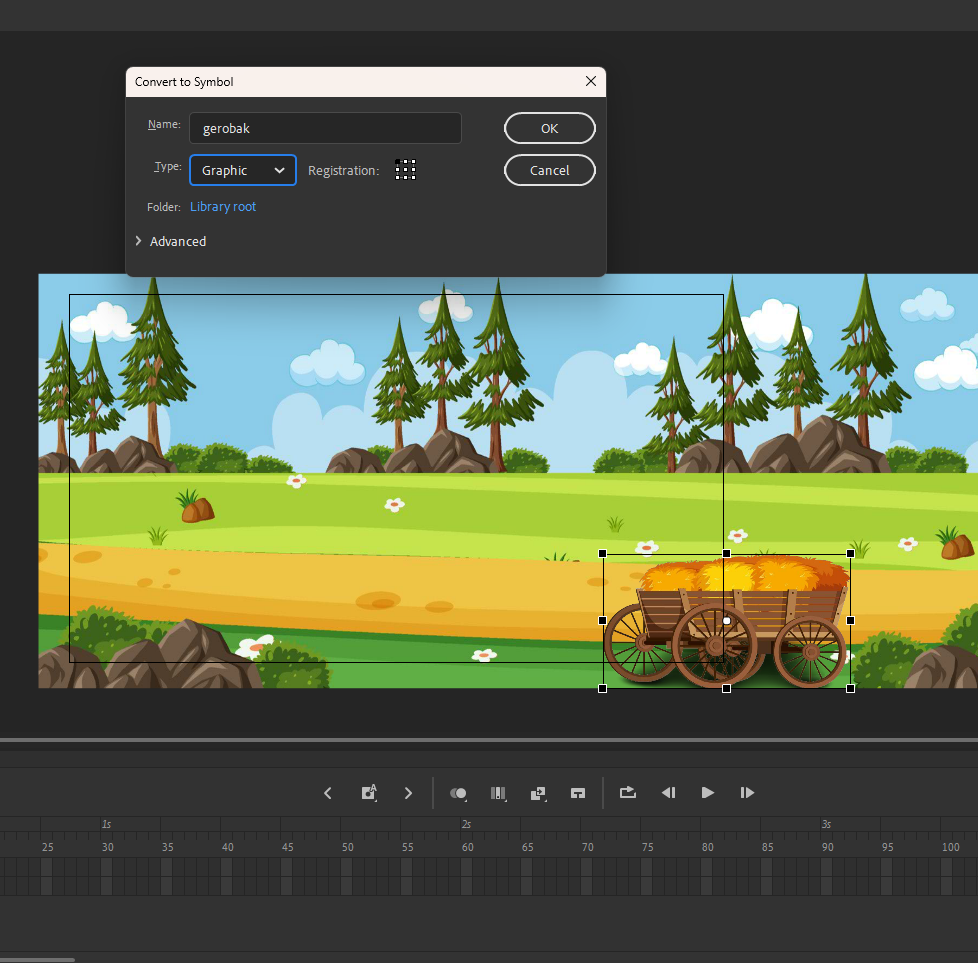 Convert to Symbol
Name: gerobak
OK
Type: Graphic
Registration:
Cancel
Folder: Library root
Advanced
1s 2s 3s
25 30 35 40 45 50 55 60 65 70 75 80 85 90 95 100